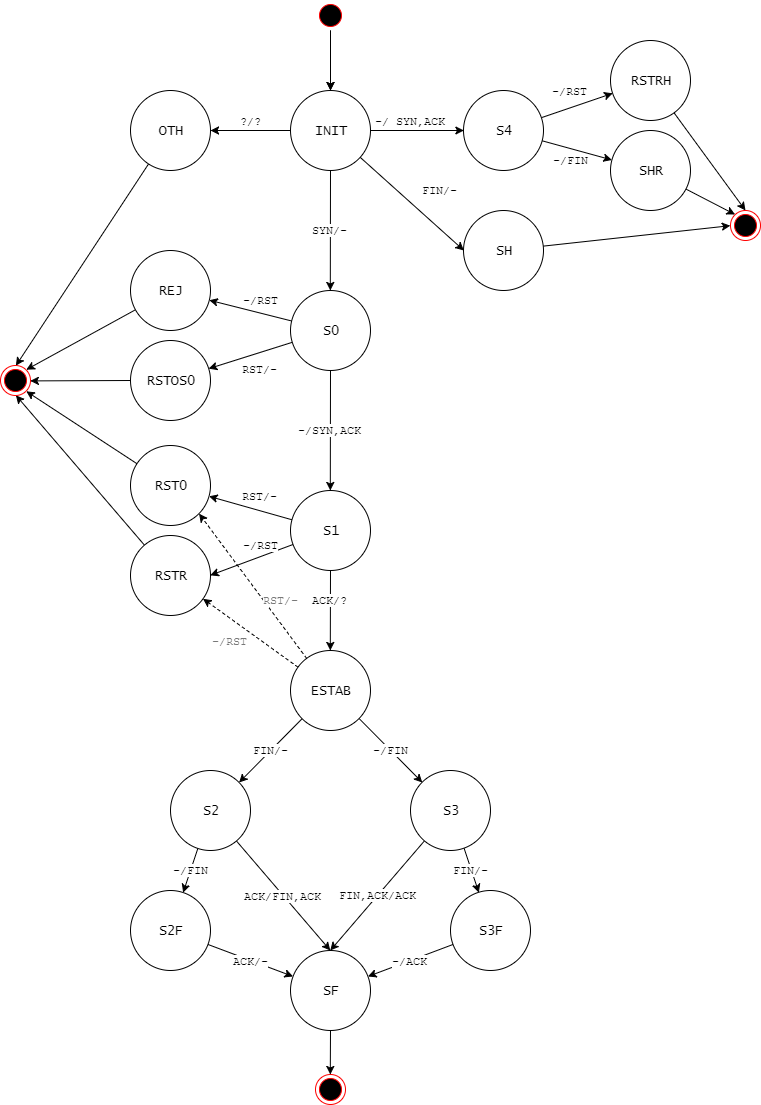 RSTRH
-/RST
?/?
-/ SYN,ACK
OTH
INIT
S4
-/FIN
SHR
FIN/-
SYN/-
SH
REJ
-/RST
S0
RST/-
RSTOS0
-/SYN,ACK
RSTO
RST/-
S1
-/RST
RSTR
RST/-
ACK/?
-/RST
ESTAB
FIN/-
-/FIN
S2
S3
-/FIN
FIN/-
ACK/FIN,ACK
FIN,ACK/ACK
S2F
S3F
ACK/-
-/ACK
SF